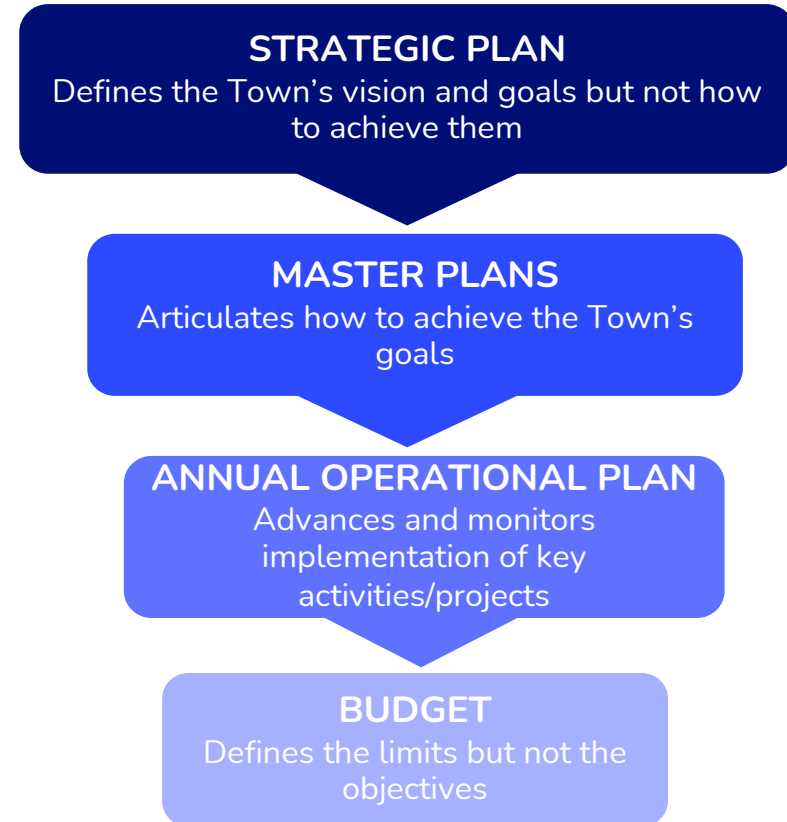 STRATEGIC PLAN
Defines the Town’s vision and goals but not how
to achieve them
MASTER PLANS
Articulates how to achieve the Town’s
goals
ANNUAL OPERATIONAL PLAN
Advances and monitors
implementation of key
activities/projects
BUDGET
Defines the limits but not the
objectives